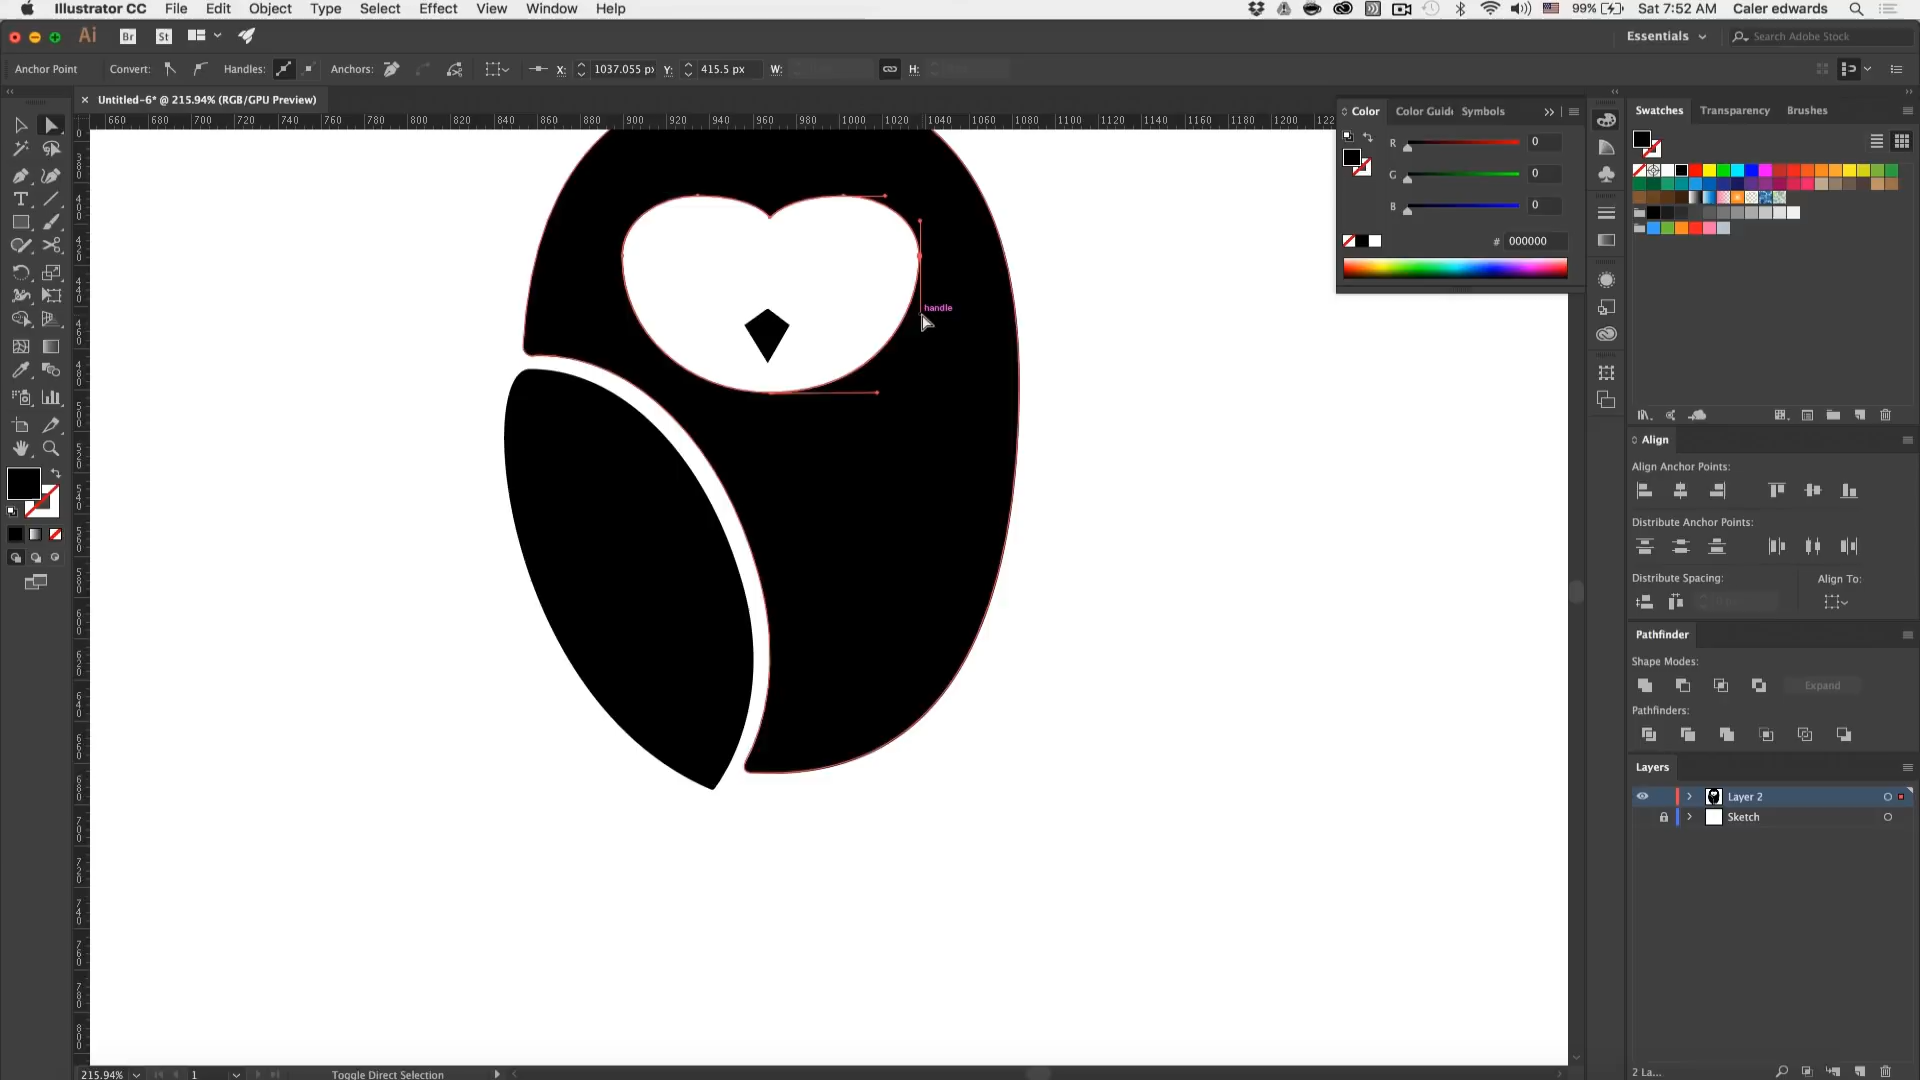 Illustrator CC File Edit Object Type Select Effect View Window Help 99% Sat 7:52 AM Caler edwards
Ai Br St Essentials Search Adobe Stock
Anchor Point Convert: Handles: Anchors: X: 1037.055 px Y: 415.5 px W: H:
× Untitled-6* @ 215.94% (RGB/GPU Preview)
660 680 700 720 740 760 780 800 820 840 860 880 900 920 940 960 980 1000 1020 1040 1060 1080 1100 1120 1140 1160 1180 1200
Color Color Guide Symbols
R 0
G 0
B 0
# 000000
handle
Swatches Transparency Brushes
Align
Align Anchor Points:
Distribute Anchor Points:
Distribute Spacing: Align To:
Pathfinder
Shape Modes:
Expand
Pathfinders:
Layers
Layer 2
Sketch
2 La...
215.94% 1 Toggle Direct Selection